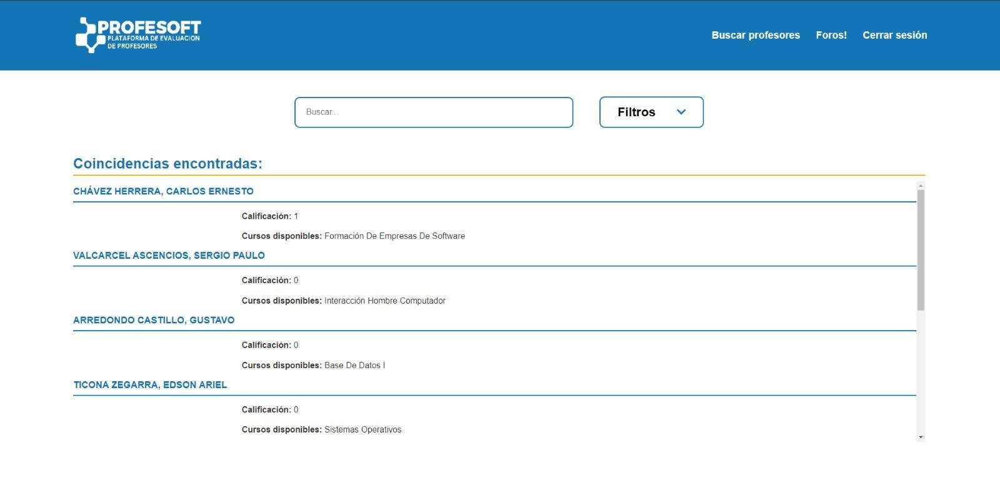 PROFESOFT
PLATAFORMA DE EVALUACION
DE PROFESORES
Buscar profesores Foros! Cerrar sesión
Buscar... Filtros
Coincidencias encontradas:
CHÁVEZ HERRERA, CARLOS ERNESTO
Calificación: 1
Cursos disponibles: Formación De Empresas De Software
VALCARCEL ASCENCIOS, SERGIO PAULO
Calificación: 0
Cursos disponibles: Interacción Hombre Computador
ARREDONDO CASTILLO, GUSTAVO
Calificación: 0
Cursos disponibles: Base De Datos I
TICONA ZEGARRA, EDSON ARIEL
Calificación: 0
Cursos disponibles: Sistemas Operativos